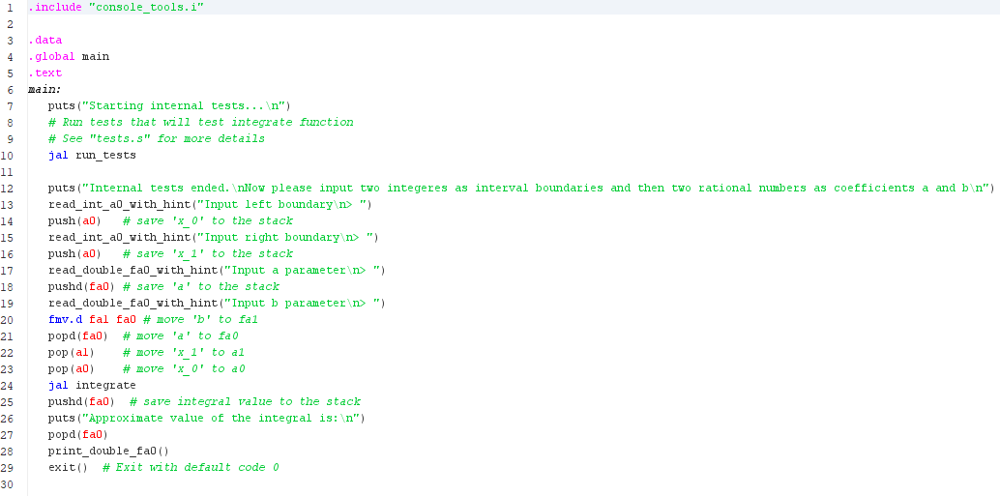 1 .include "console_tools.i"
2
3 .data
4 .global main
5 .text
6 main:
7 puts("Starting internal tests...\n")
8 # Run tests that will test integrate function
9 # See "tests.s" for more details
10 jal run_tests
11
12 puts("Internal tests ended.\nNow please input two integeres as interval boundaries and then two rational numbers as coefficients a and b\n")
13 read_int_a0_with_hint("Input left boundary\n> ")
14 push(a0) # save 'x_0' to the stack
15 read_int_a0_with_hint("Input right boundary\n> ")
16 push(a0) # save 'x_1' to the stack
17 read_double_fa0_with_hint("Input a parameter\n> ")
18 pushd(fa0) # save 'a' to the stack
19 read_double_fa0_with_hint("Input b parameter\n> ")
20 fmv.d fa1 fa0 # move 'b' to fa1
21 popd(fa0) # move 'a' to fa0
22 pop(a1) # move 'x_1' to a1
23 pop(a0) # move 'x_0' to a0
24 jal integrate
25 pushd(fa0) # save integral value to the stack
26 puts("Approximate value of the integral is:\n")
27 popd(fa0)
28 print_double_fa0()
29 exit() # Exit with default code 0
30